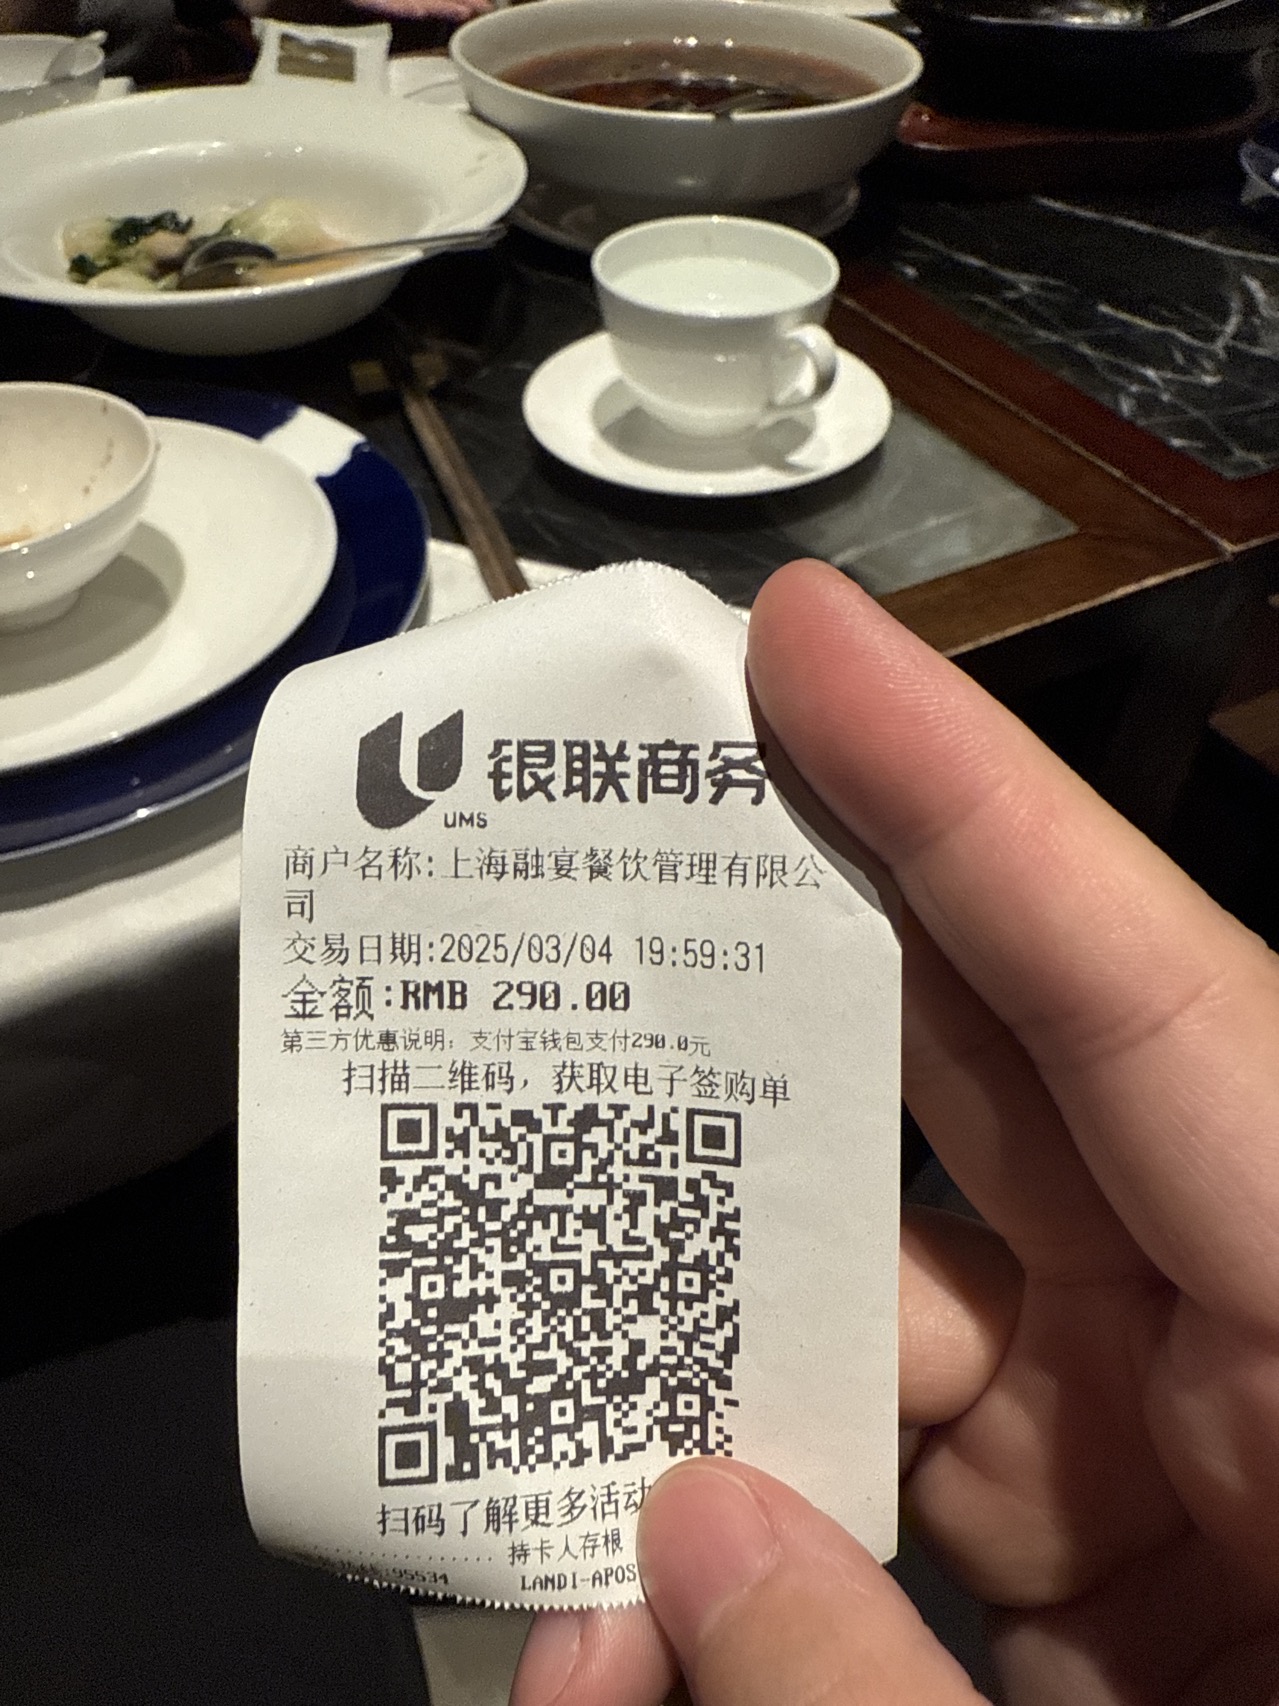 银联商务
UMS
商户名称:上海融宴餐饮管理有限公
司
交易日期:2025/03/04 19:59:31
金额:RMB 290.00
第三方优惠说明: 支付宝钱包支付290.0元
扫描二维码, 获取电子签购单
扫码了解更多活动
持卡人存根
95534
LANDI-APOS